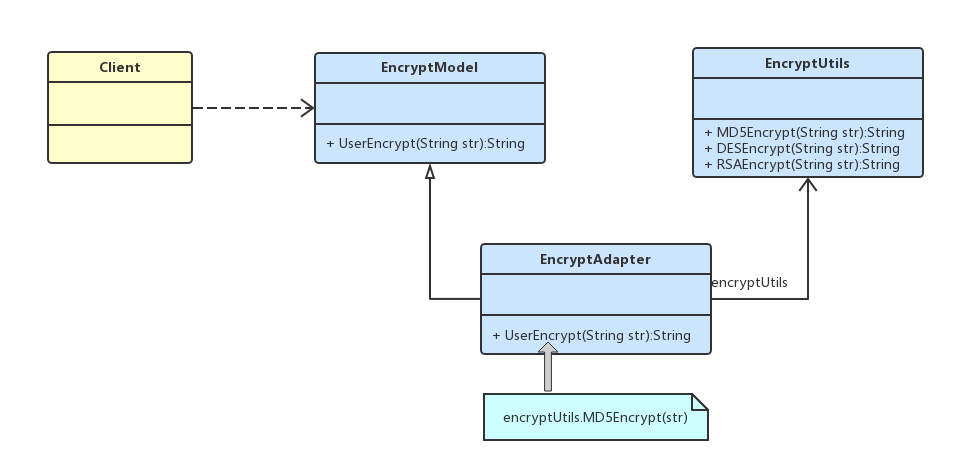 Client
EncryptModel
+ UserEncrypt(String str):String
EncryptUtils
+ MD5Encrypt(String str):String
+ DESEncrypt(String str):String
+ RSAEncrypt(String str):String
EncryptAdapter
+ UserEncrypt(String str):String
encryptUtils
encryptUtils.MD5Encrypt(str)